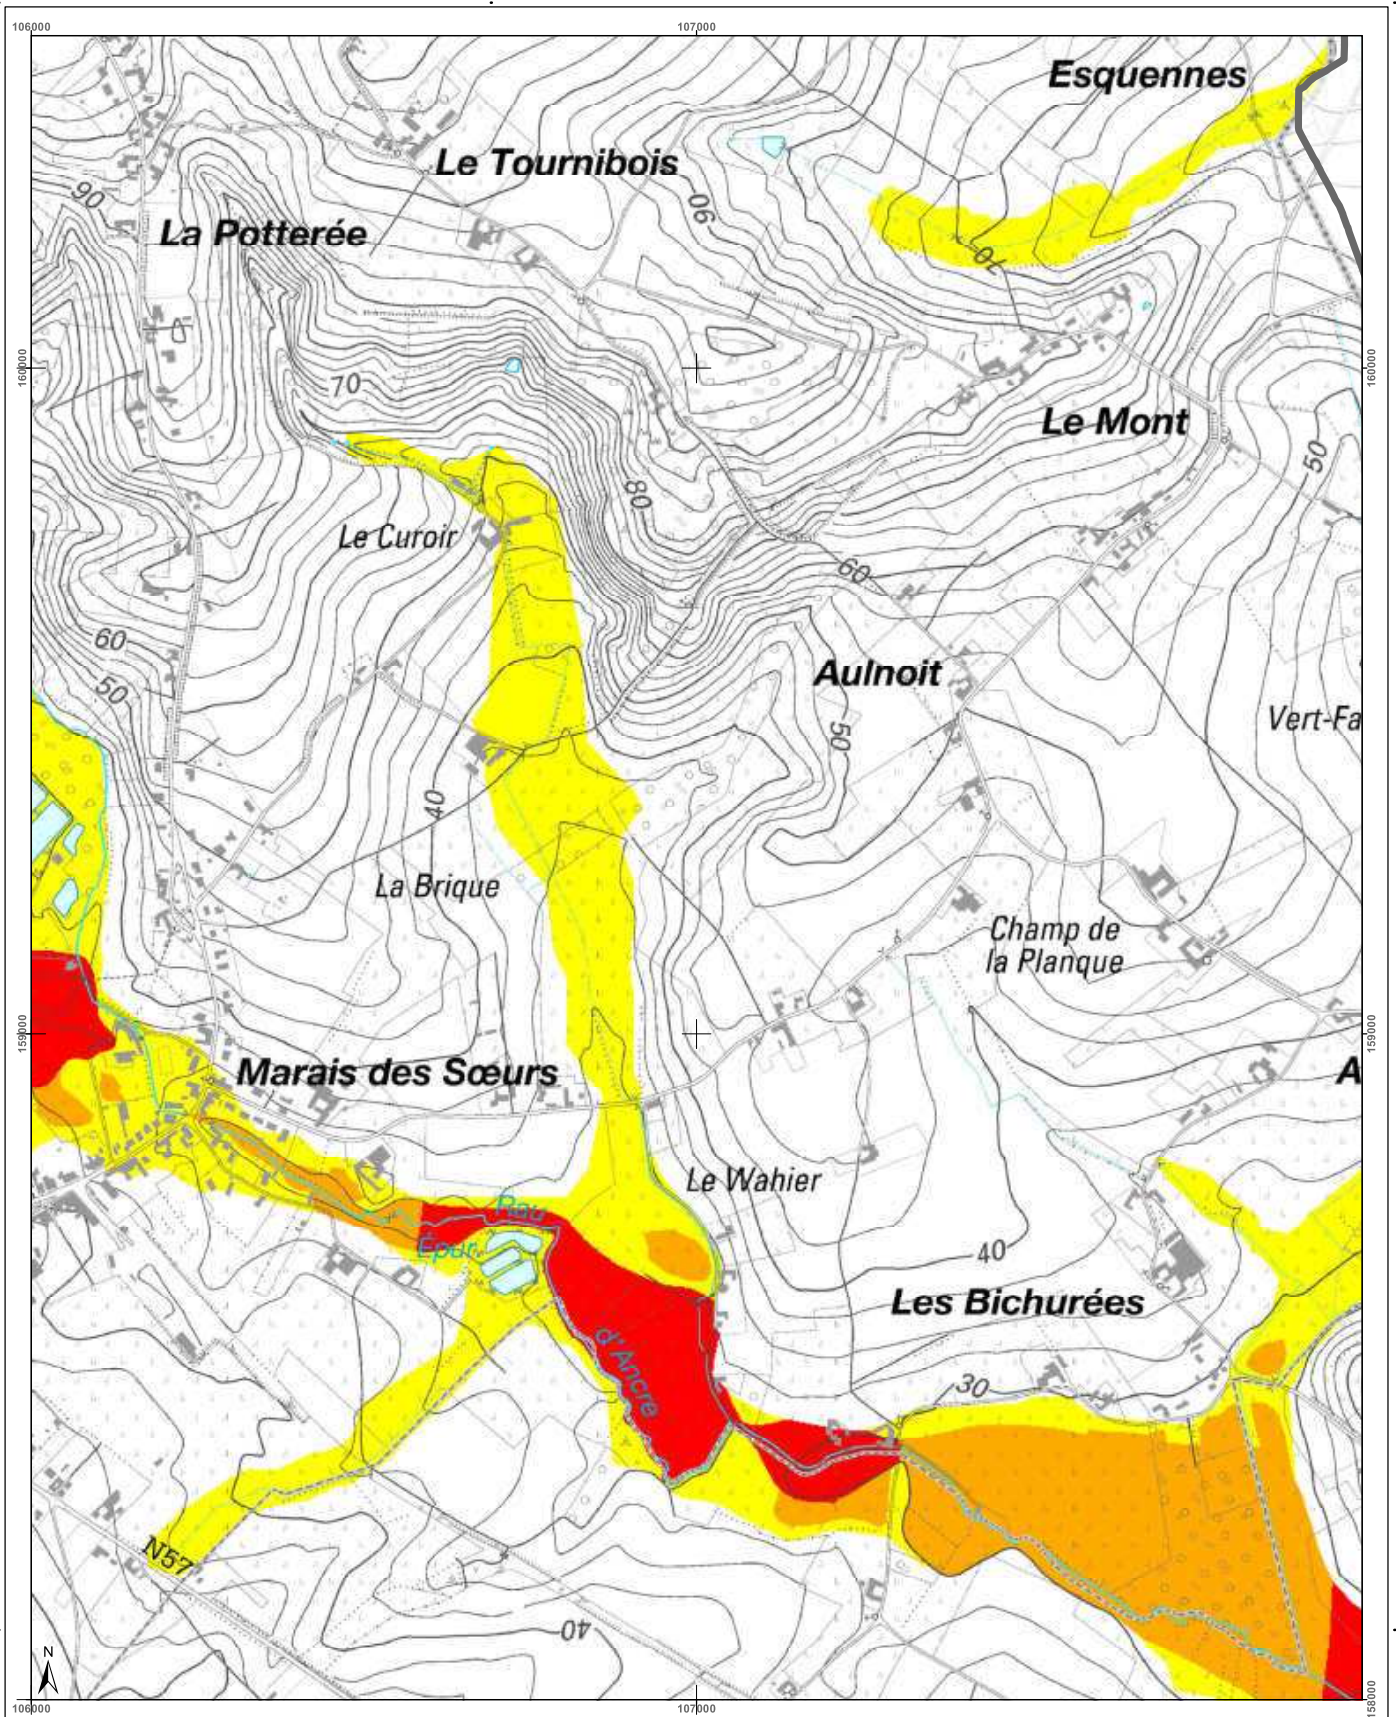 106000
107000
Esquennes
Le Tournibois
90
90
La Potterée
70
160000
160000
70
Le Mont
50
80
Le Curoir
60
60
50
Aulnoit
50
Vert-Fa
40
La Brique
Champ de
la Planque
159000
159000
Marais des Sœurs
A
Le Wahier
Rau
Épur.
40
Les Bichurées
d'Ancre
30
N57
40
N
106000
107000
158000